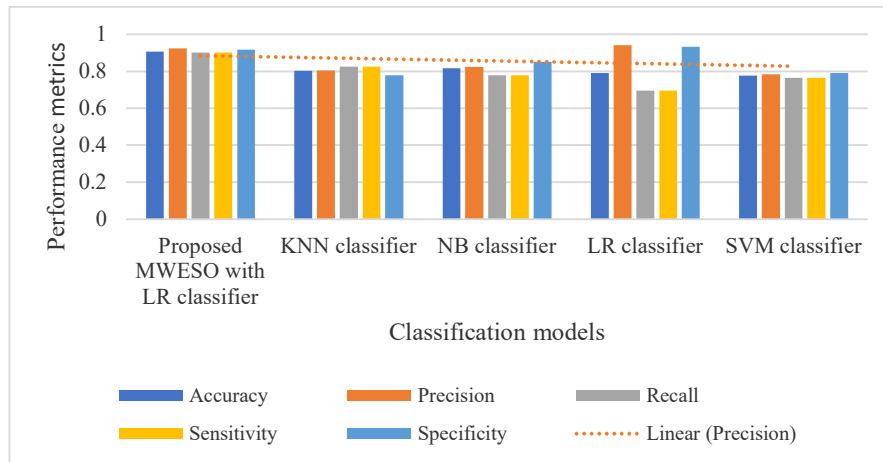 Performance metrics
1
0.8
0.6
0.4
0.2
0
Proposed
MWESO with
LR classifier
KNN classifier
NB classifier
LR classifier
SVM classifier
Classification models
Accuracy
Precision
Recall
Sensitivity
Specificity
Linear (Precision)